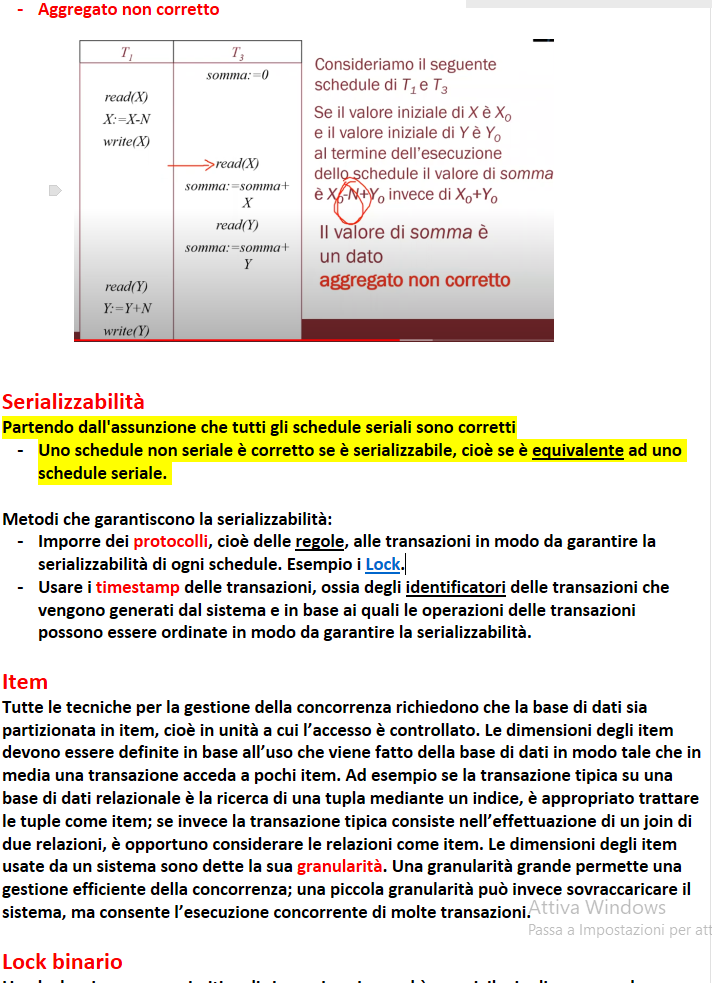 - Aggregato non corretto
T1 T3
somma:=0
read(X)
X:=X-N
write(X)
read(X)
somma:=somma+
X
read(Y)
somma:=somma+
Y
read(Y)
Y:=Y+N
write(Y)
Consideriamo il seguente
schedule di T1 e T3
Se il valore iniziale di X è X0
e il valore iniziale di Y è Y0
al termine dell'esecuzione
dello schedule il valore di somma
è X0-N+Y0 invece di X0+Y0
Il valore di somma è
un dato
aggregato non corretto
Serializzabilità
Partendo dall'assunzione che tutti gli schedule seriali sono corretti
- Uno schedule non seriale è corretto se è serializzabile, cioè se è equivalente ad uno
schedule seriale.
Metodi che garantiscono la serializzabilità:
- Imporre dei protocolli, cioè delle regole, alle transazioni in modo da garantire la
serializzabilità di ogni schedule. Esempio i Lock.
- Usare i timestamp delle transazioni, ossia degli identificatori delle transazioni che
vengono generati dal sistema e in base ai quali le operazioni delle transazioni
possono essere ordinate in modo da garantire la serializzabilità.
Item
Tutte le tecniche per la gestione della concorrenza richiedono che la base di dati sia
partizionata in item, cioè in unità a cui l'accesso è controllato. Le dimensioni degli item
devono essere definite in base all'uso che viene fatto della base di dati in modo tale che in
media una transazione acceda a pochi item. Ad esempio se la transazione tipica su una
base di dati relazionale è la ricerca di una tupla mediante un indice, è appropriato trattare
le tuple come item; se invece la transazione tipica consiste nell'effettuazione di un join di
due relazioni, è opportuno considerare le relazioni come item. Le dimensioni degli item
usate da un sistema sono dette la sua granularità. Una granularità grande permette una
gestione efficiente della concorrenza; una piccola granularità può invece sovraccaricare il
sistema, ma consente l'esecuzione concorrente di molte transazioni.
Attiva Windows
Passa a Impostazioni per att
Lock binario